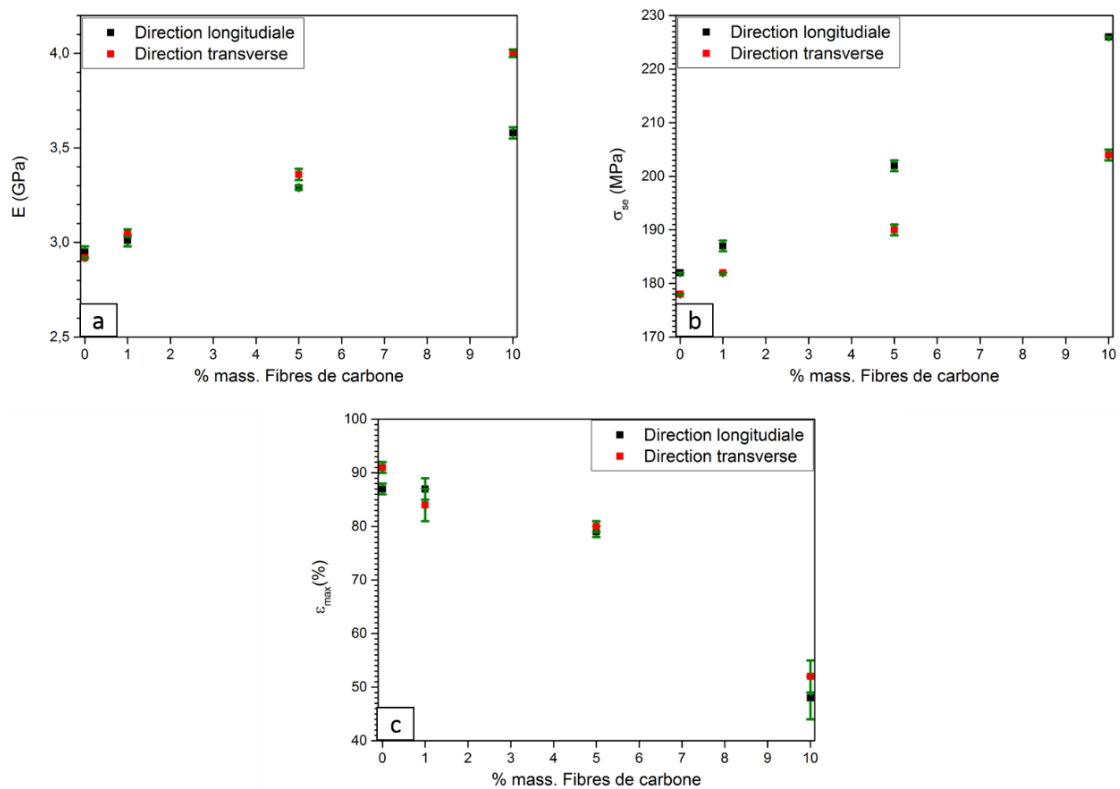 Direction longitudiale
Direction transverse
4,0
3,5
3,0
2,5
E (GPa)
0 1 2 3 4 5 6 7 8 9 10
% mass. Fibres de carbone
a
Direction longitudiale
Direction transverse
230
220
210
200
190
180
170
σse (MPa)
0 1 2 3 4 5 6 7 8 9 10
% mass. Fibres de carbone
b
Direction longitudiale
Direction transverse
100
90
80
70
60
50
40
εmax(%)
0 1 2 3 4 5 6 7 8 9 10
% mass. Fibres de carbone
c